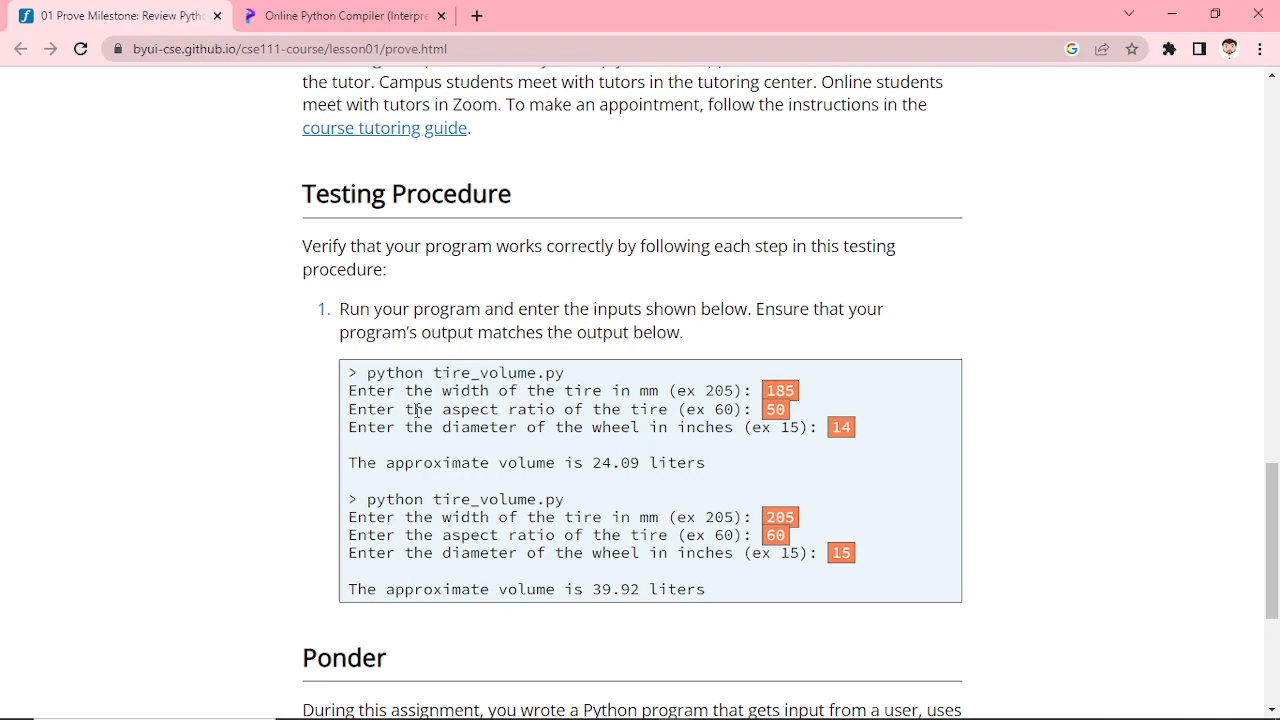 01 Prove Milestone: Review Pyth
Online Python Compiler (Interpre
byui-cse.github.io/cse111-course/lesson01/prove.html
the tutor. Campus students meet with tutors in the tutoring center. Online students
meet with tutors in Zoom. To make an appointment, follow the instructions in the
course tutoring guide.
Testing Procedure
Verify that your program works correctly by following each step in this testing
procedure:
1. Run your program and enter the inputs shown below. Ensure that your
program’s output matches the output below.
> python tire_volume.py
Enter the width of the tire in mm (ex 205): 185
Enter the aspect ratio of the tire (ex 60): 50
Enter the diameter of the wheel in inches (ex 15): 14
The approximate volume is 24.09 liters
> python tire_volume.py
Enter the width of the tire in mm (ex 205): 205
Enter the aspect ratio of the tire (ex 60): 60
Enter the diameter of the wheel in inches (ex 15): 15
The approximate volume is 39.92 liters
Ponder
During this assignment, you wrote a Python program that gets input from a user, uses